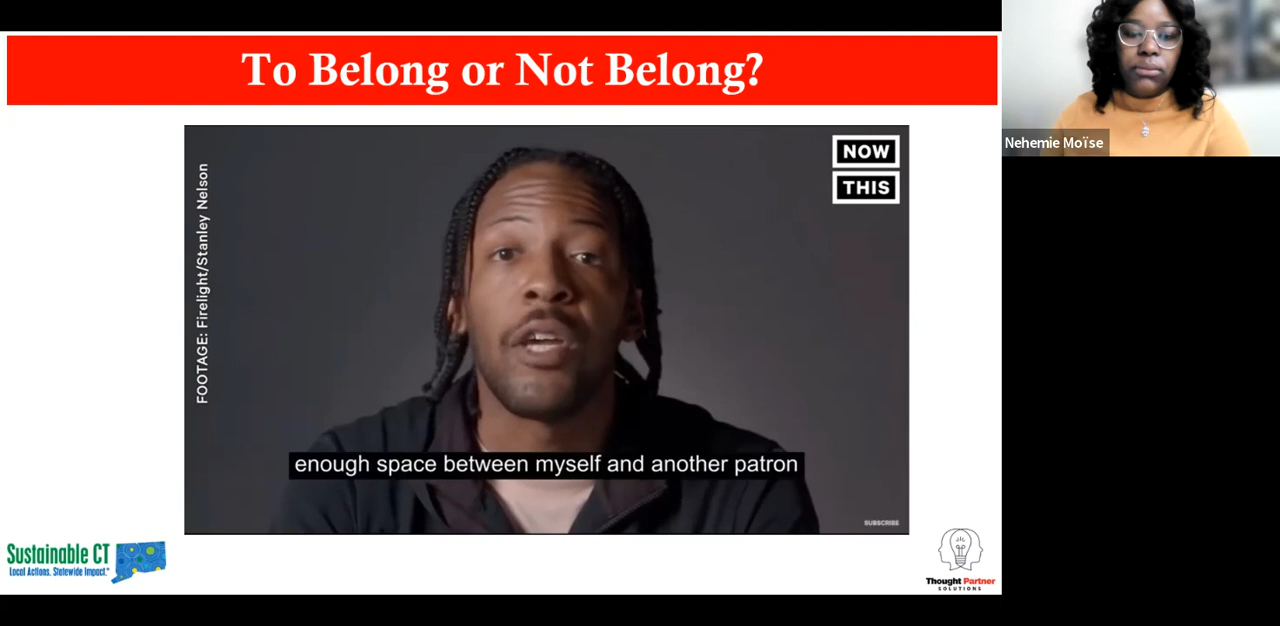 To Belong or Not Belong?
Nehemie Moïse
FOOTAGE: Firelight/Stanley Nelson
NOW
THIS
enough space between myself and another patron
SUBSCRIBE
Sustainable CT
Local Actions. Statewide Impact.™
Thought Partner
SOLUTIONS